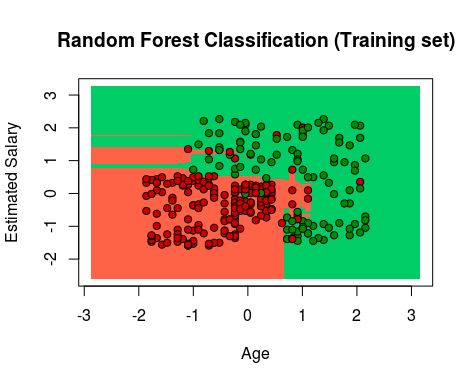 Random Forest Classification (Training set)
Estimated Salary
3
2
1
0
-1
-2
-3 -2 -1 0 1 2 3
Age